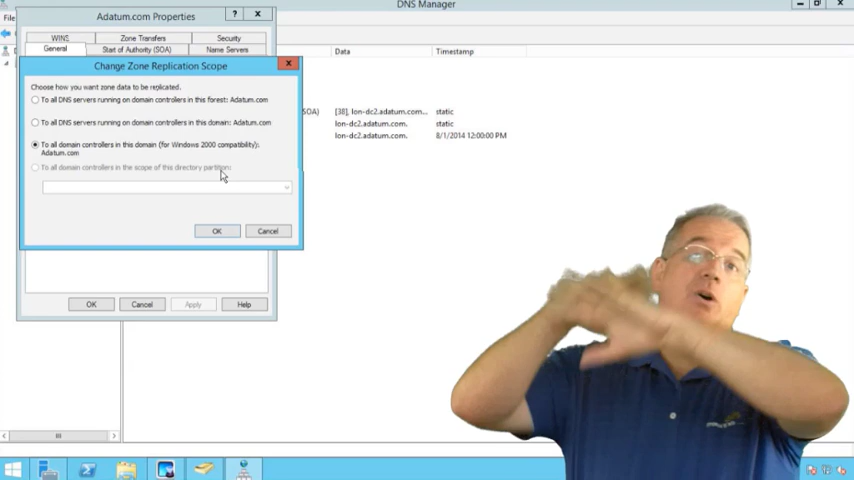 DNS Manager
Adatum.com Properties
?
File
WINS
Zone Transfers
Security
General
Start of Authority (SOA)
Name Servers
Data
Timestamp
Change Zone Replication Scope
Choose how you want zone data to be replicated.
To all DNS servers running on domain controllers in this forest: Adatum.com
To all DNS servers running on domain controllers in this domain: Adatum.com
To all domain controllers in this domain (for Windows 2000 compatibility):
Adatum.com
To all domain controllers in the scope of this directory partition:
OK
Cancel
SOA)
[38], lon-dc2.adatum.com...
static
lon-dc2.adatum.com.
static
lon-dc2.adatum.com.
8/1/2014 12:00:00 PM
OK
Cancel
Apply
Help